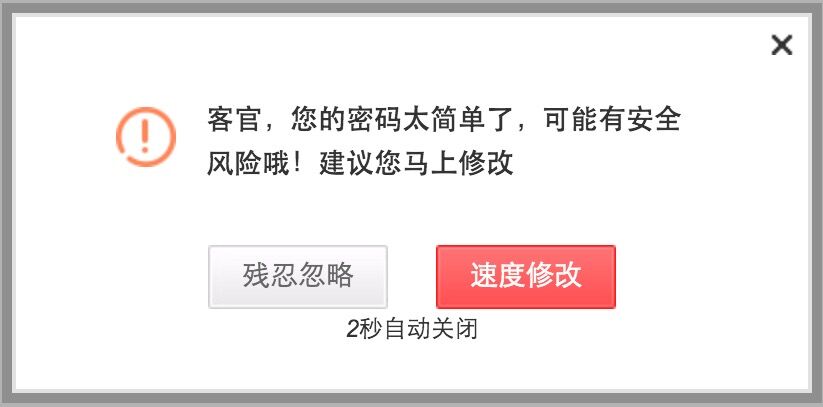 客官，您的密码太简单了，可能有安全
风险哦！建议您马上修改
残忍忽略
速度修改
2秒自动关闭